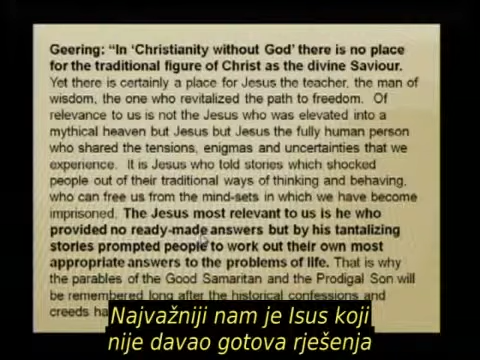 Geering: "In 'Christianity without God' there is no place
for the traditional figure of Christ as the divine Saviour.
Yet there is certainly a place for Jesus the teacher, the man of
wisdom, the one who revitalized the path to freedom. Of
relevance to us is not the Jesus who was elevated into a
mythical heaven but Jesus but Jesus the fully human person
who shared the tensions, enigmas and uncertainties that we
experience. It is Jesus who told stories which shocked
people out of their traditional ways of thinking and behaving,
who can free us from the mind-sets in which we have become
imprisoned. The Jesus most relevant to us is he who
provided no ready-made answers but by his tantalizing
stories prompted people to work out their own most
appropriate answers to the problems of life. That is why
the parables of the Good Samaritan and the Prodigal Son will
be remembered long after the historical confessions and
creeds
Najvažniji nam je Isus koji
nije davao gotova rješenja